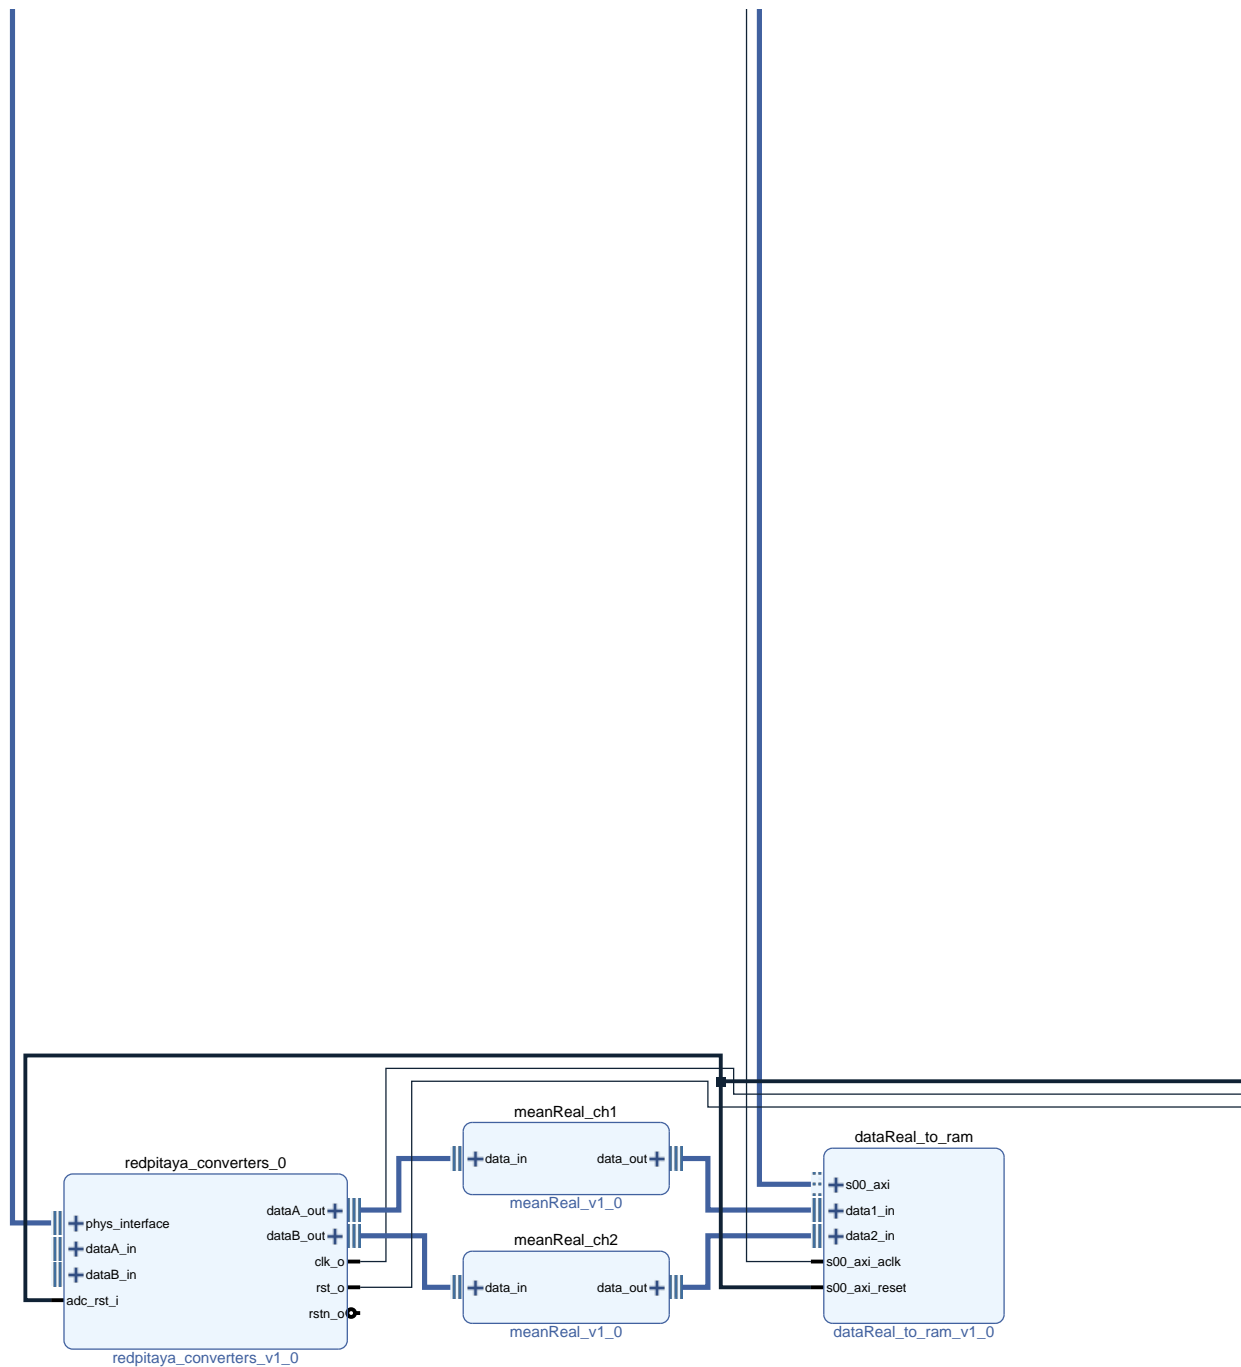 redpitaya_converters_0
phys_interface
dataA_in
dataB_in
adc_rst_i
dataA_out
dataB_out
clk_o
rst_o
rstn_o
redpitaya_converters_v1_0
meanReal_ch1
data_in
data_out
meanReal_v1_0
meanReal_ch2
data_in
data_out
meanReal_v1_0
dataReal_to_ram
s00_axi
data1_in
data2_in
s00_axi_aclk
s00_axi_reset
dataReal_to_ram_v1_0